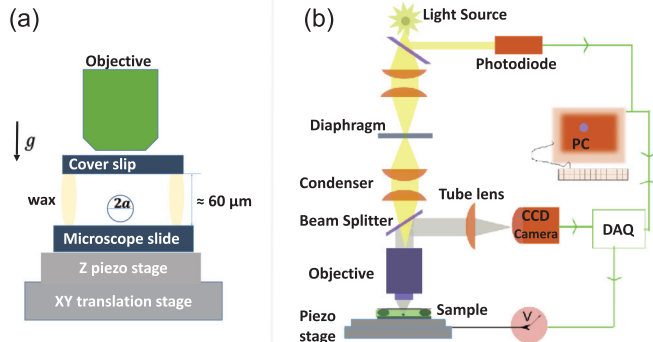 (a)
Objective
g
Cover slip
wax
2a
≈ 60 μm
Microscope slide
Z piezo stage
XY translation stage
(b)
Light Source
Photodiode
Diaphragm
PC
Condenser
Tube lens
Beam Splitter
CCD
Camera
DAQ
Objective
Sample
Piezo
stage
V